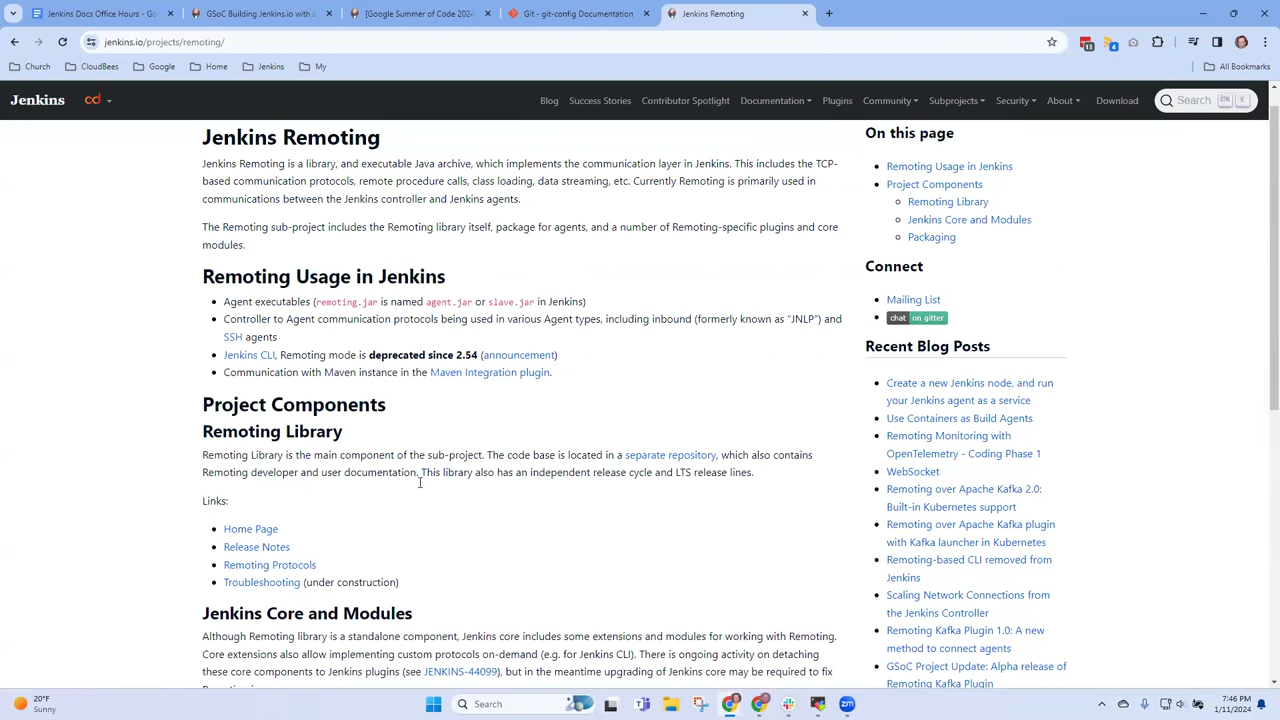 Jenkins Docs Office Hours - Go
GSoC Building Jenkins.io with a
[Google Summer of Code 2024
Git - git-config Documentation
Jenkins Remoting
jenkins.io/projects/remoting/
13
4
Church
CloudBees
Google
Home
Jenkins
My
All Bookmarks
Jenkins
cd
Blog
Success Stories
Contributor Spotlight
Documentation
Plugins
Community
Subprojects
Security
About
Download
Search
K
Jenkins Remoting
Jenkins Remoting is a library, and executable Java archive, which implements the communication layer in Jenkins. This includes the TCP-
based communication protocols, remote procedure calls, class loading, data streaming, etc. Currently Remoting is primarily used in
communications between the Jenkins controller and Jenkins agents.
The Remoting sub-project includes the Remoting library itself, package for agents, and a number of Remoting-specific plugins and core
modules.
Remoting Usage in Jenkins
Agent executables (remoting.jar is named agent.jar or slave.jar in Jenkins)
Controller to Agent communication protocols being used in various Agent types, including inbound (formerly known as “JNLP”) and
SSH agents
Jenkins CLI, Remoting mode is deprecated since 2.54 (announcement)
Communication with Maven instance in the Maven Integration plugin.
Project Components
Remoting Library
Remoting Library is the main component of the sub-project. The code base is located in a separate repository, which also contains
Remoting developer and user documentation. This library also has an independent release cycle and LTS release lines.
Links:
Home Page
Release Notes
Remoting Protocols
Troubleshooting (under construction)
Jenkins Core and Modules
Although Remoting library is a standalone component, Jenkins core includes some extensions and modules for working with Remoting.
Core extensions also allow implementing custom protocols on-demand (e.g. for Jenkins CLI). There is ongoing activity on detaching
these core components to Jenkins plugins (see JENKINS-44099), but in the meantime upgrading of Jenkins core may be required to fix
On this page
Remoting Usage in Jenkins
Project Components
Remoting Library
Jenkins Core and Modules
Packaging
Connect
Mailing List
chat on gitter
Recent Blog Posts
Create a new Jenkins node, and run
your Jenkins agent as a service
Use Containers as Build Agents
Remoting Monitoring with
OpenTelemetry - Coding Phase 1
WebSocket
Remoting over Apache Kafka 2.0:
Built-in Kubernetes support
Remoting over Apache Kafka plugin
with Kafka launcher in Kubernetes
Remoting-based CLI removed from
Jenkins
Scaling Network Connections from
the Jenkins Controller
Remoting Kafka Plugin 1.0: A new
method to connect agents
GSoC Project Update: Alpha release of
Remoting Kafka Plugin
20°F
Sunny
Search
zm
7:46 PM
1/11/2024